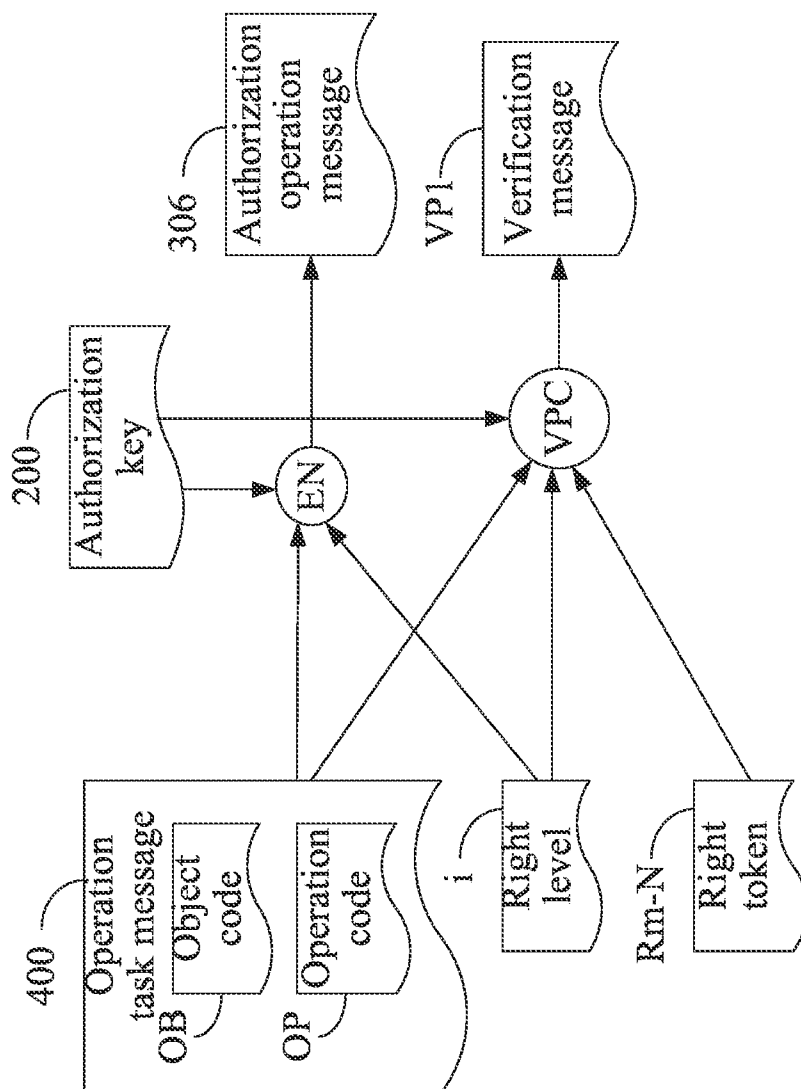 400
Operation
task message
OB
Object
code
OP
Operation
code
i
Right
level
Rm-N
Right
token
200
Authorization
key
EN
VPC
306
Authorization
operation
message
VP1
Verification
message